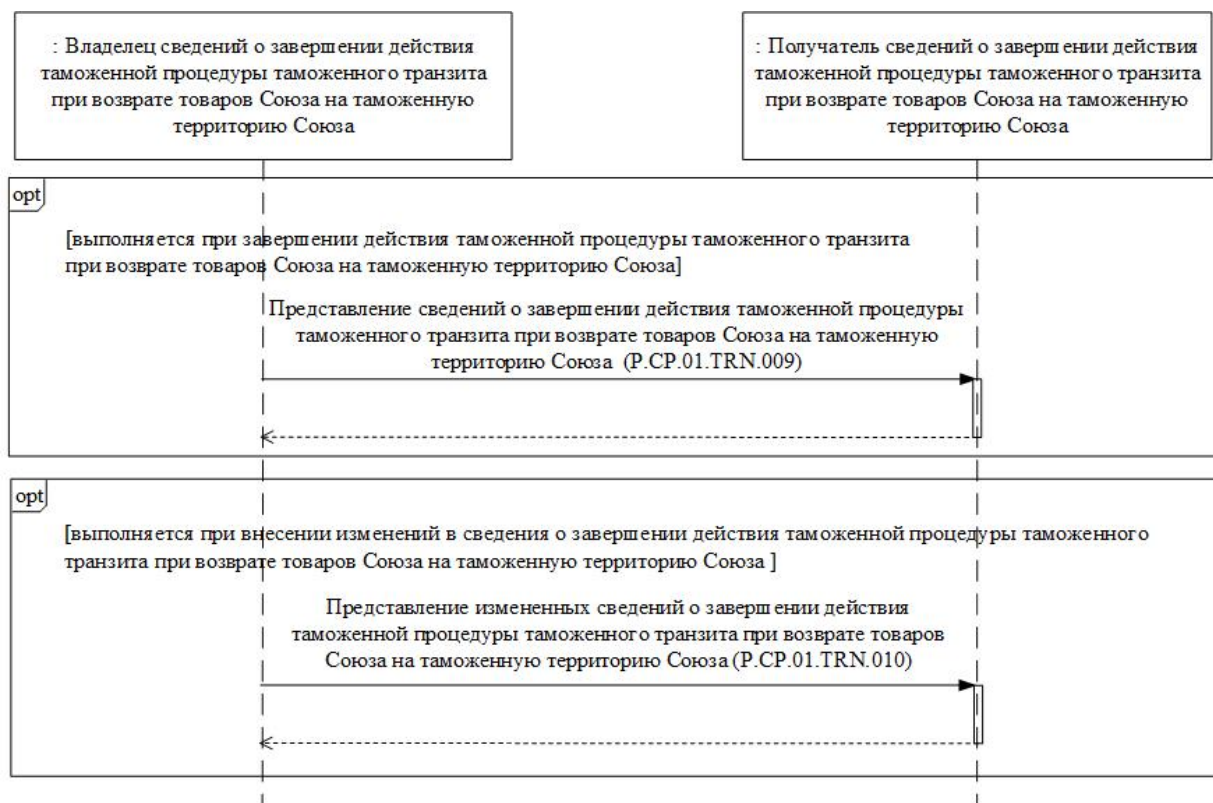 : Владелец сведений о завершении действия
таможенной процедуры таможенного транзита
при возврате товаров Союза на таможенную
территорию Союза
: Получатель сведений о завершении действия
таможенной процедуры таможенного транзита
при возврате товаров Союза на таможенную
территорию Союза
opt
[выполняется при завершении действия таможенной процедуры таможенного транзита
при возврате товаров Союза на таможенную территорию Союза]
Представление сведений о завершении действия таможенной процедуры
таможенного транзита при возврате товаров Союза на таможенную
территорию Союза (P.CP.01.TRN.009)
opt
[выполняется при внесении изменений в сведения о завершении действия таможенной процедуры таможенного
транзита при возврате товаров Союза на таможенную территорию Союза ]
Представление измененных сведений о завершении действия
таможенной процедуры таможенного транзита при возврате товаров
Союза на таможенную территорию Союза (P.CP.01.TRN.010)